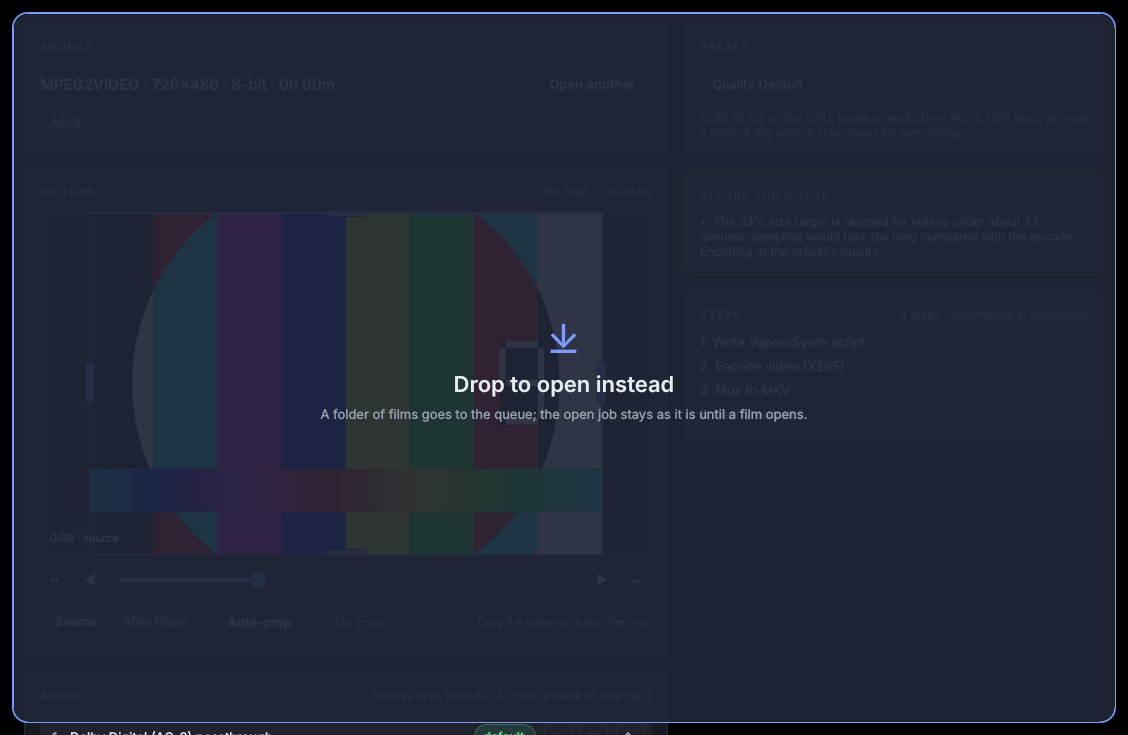 SOURCE
MPEG2VIDEO · 720×480 · 8-bit · 0h 00m
Open another
AC-3
PICTURE
No crop · 720×480
0:09 · source
Source
After filters
Auto-crop
No crop
Drag the edges to adjust the crop
AUDIO
Lossless first, then AC-3 · click a track to change it
Dolby Digital (AC-3) passthrough
default
PRESET
Quality Default
x265 10-bit on the CPU, lossless audio then AC-3, HDR kept, at most
a third of the source size. Good for everything.
BEFORE YOU QUEUE
• The 33% size target is skipped for videos under about 22
minutes: sampling would take too long compared with the encode.
Encoding at the preset's quality.
STEPS
4 steps · commands in Advanced
1 Write VapourSynth script
2 Encode video (X265)
3 Mux to MKV
Drop to open instead
A folder of films goes to the queue; the open job stays as it is until a film opens.